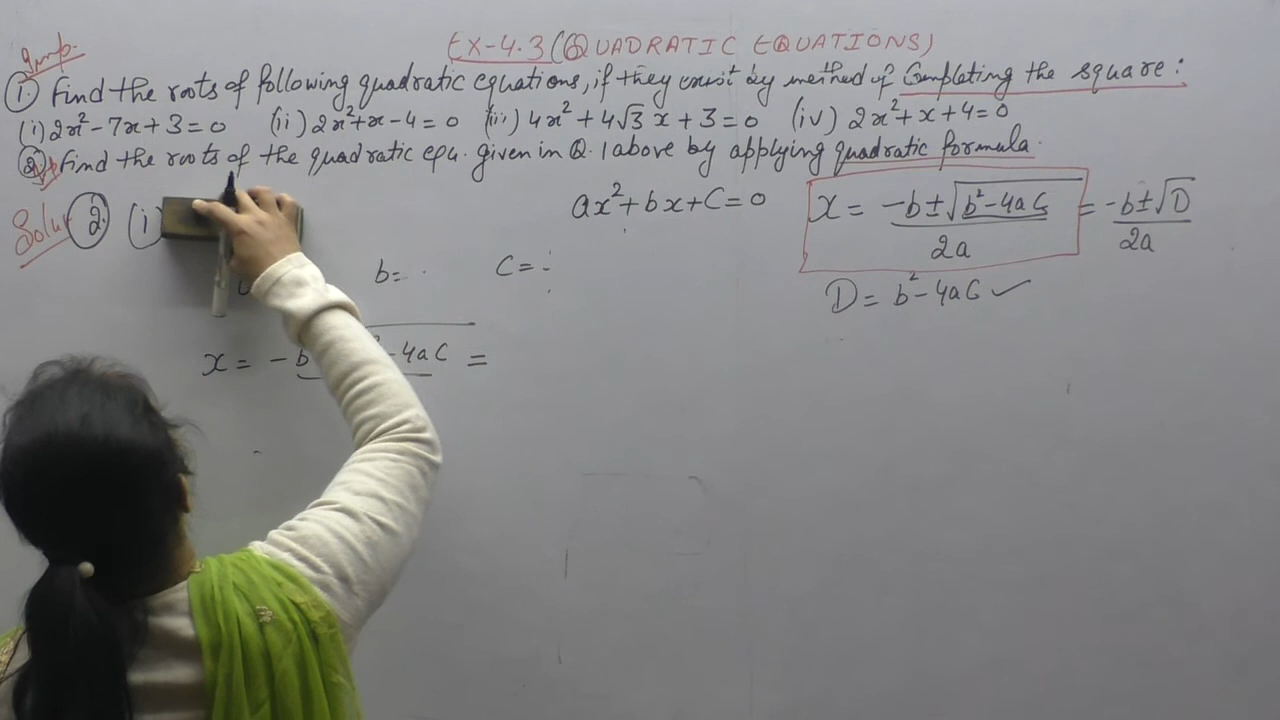 Imp.
EX-4.3 (QUADRATIC EQUATIONS)
① Find the roots of following quadratic equations, if they exist by method of Completing the square:
(i) 2x²-7x+3=0 (ii) 2x²+x-4=0 (iii) 4x²+4√3 x+3=0 (iv) 2x²+x+4=0
② Find the roots of the quadratic equ. given in Q.1 above by applying quadratic formula.
Solu ② (i)
ax²+bx+C=0 x = (-b±√(b²-4aC))/2a = (-b±√D)/2a
b= C=
D= b²-4aC ✓
x = -b -4aC =